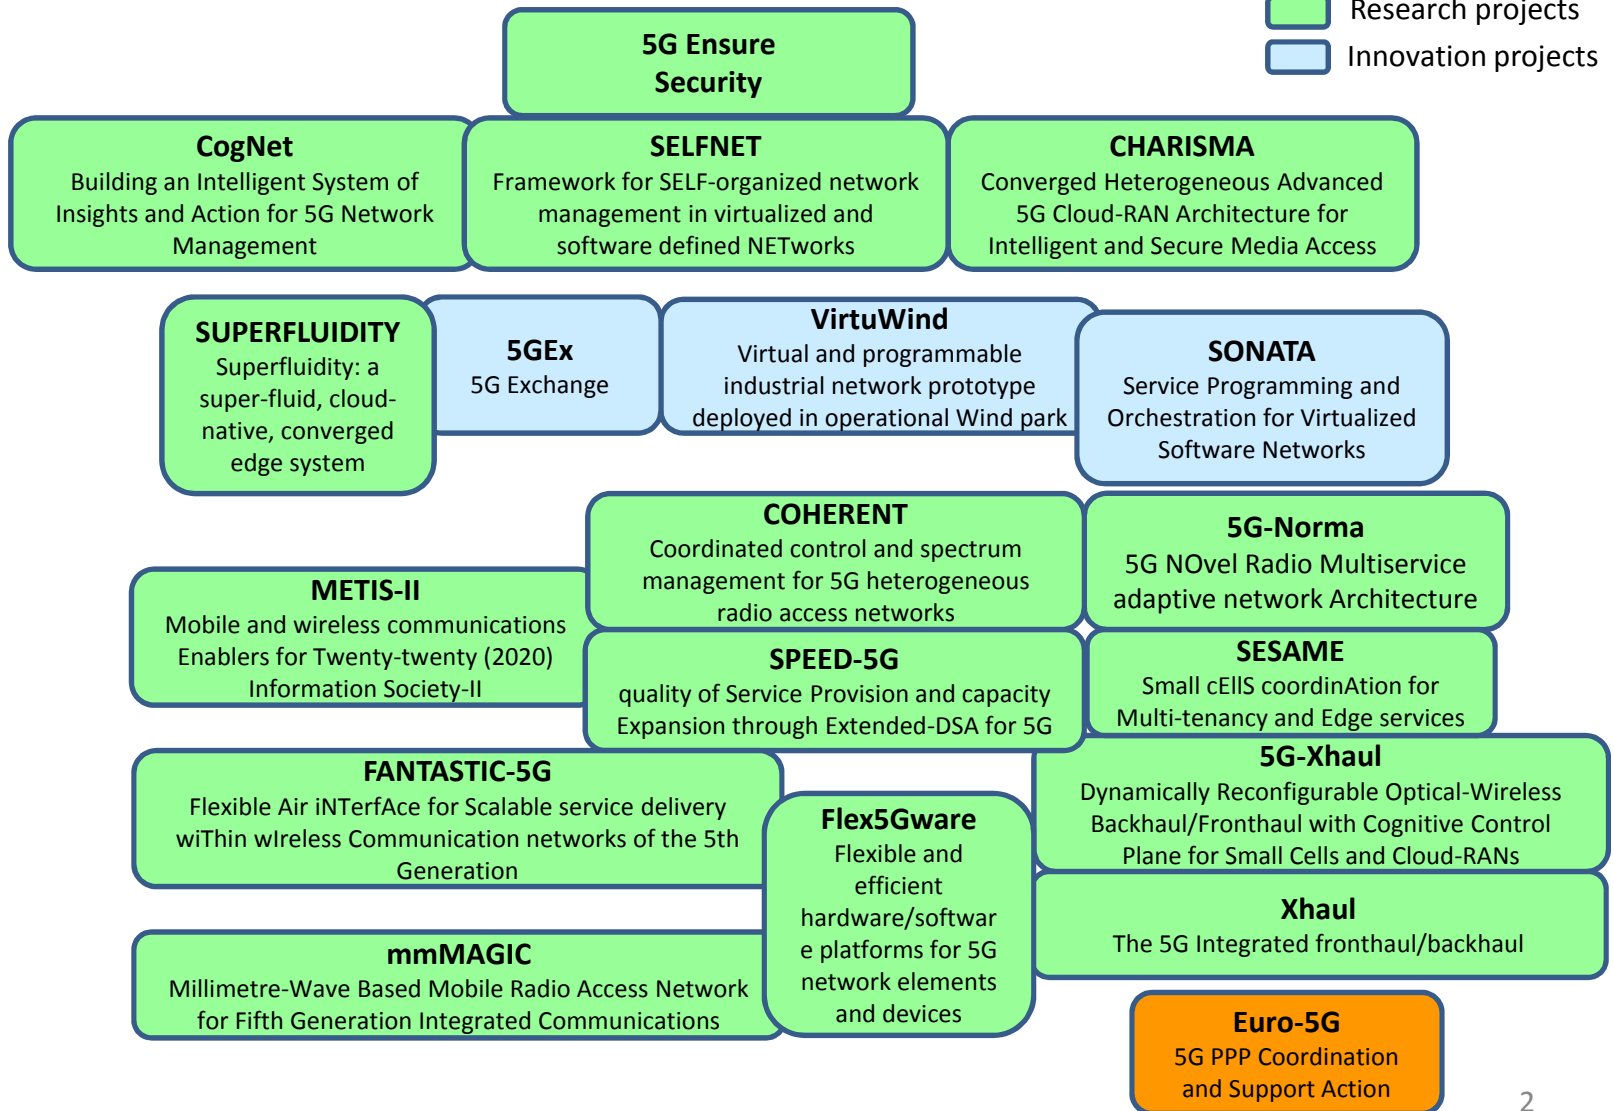 Research projects
Innovation projects
5G Ensure
Security
CogNet
Building an Intelligent System of
Insights and Action for 5G Network
Management
SELFNET
Framework for SELF-organized network
management in virtualized and
software defined NETworks
CHARISMA
Converged Heterogeneous Advanced
5G Cloud-RAN Architecture for
Intelligent and Secure Media Access
SUPERFLUIDITY
Superfluidity: a
super-fluid, cloud-
native, converged
edge system
5GEx
5G Exchange
VirtuWind
Virtual and programmable
industrial network prototype
deployed in operational Wind park
SONATA
Service Programming and
Orchestration for Virtualized
Software Networks
COHERENT
Coordinated control and spectrum
management for 5G heterogeneous
radio access networks
5G-Norma
5G NOvel Radio Multiservice
adaptive network Architecture
METIS-II
Mobile and wireless communications
Enablers for Twenty-twenty (2020)
Information Society-II
SPEED-5G
quality of Service Provision and capacity
Expansion through Extended-DSA for 5G
SESAME
Small cEllS coordinAtion for
Multi-tenancy and Edge services
FANTASTIC-5G
Flexible Air iNTerfAce for Scalable service delivery
wiThin wIreless Communication networks of the 5th
Generation
Flex5Gware
Flexible and
efficient
hardware/softwar
e platforms for 5G
network elements
and devices
5G-Xhaul
Dynamically Reconfigurable Optical-Wireless
Backhaul/Fronthaul with Cognitive Control
Plane for Small Cells and Cloud-RANs
Xhaul
The 5G Integrated fronthaul/backhaul
mmMAGIC
Millimetre-Wave Based Mobile Radio Access Network
for Fifth Generation Integrated Communications
Euro-5G
5G PPP Coordination
and Support Action
2